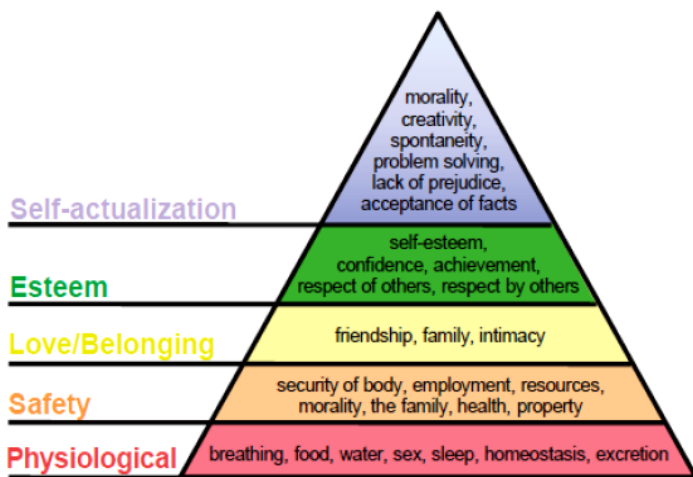 morality,
creativity,
spontaneity,
problem solving,
lack of prejudice,
acceptance of facts
Self-actualization
self-esteem,
confidence, achievement,
respect of others, respect by others
Esteem
friendship, family, intimacy
Love/Belonging
security of body, employment, resources,
morality, the family, health, property
Safety
breathing, food, water, sex, sleep, homeostasis, excretion
Physiological